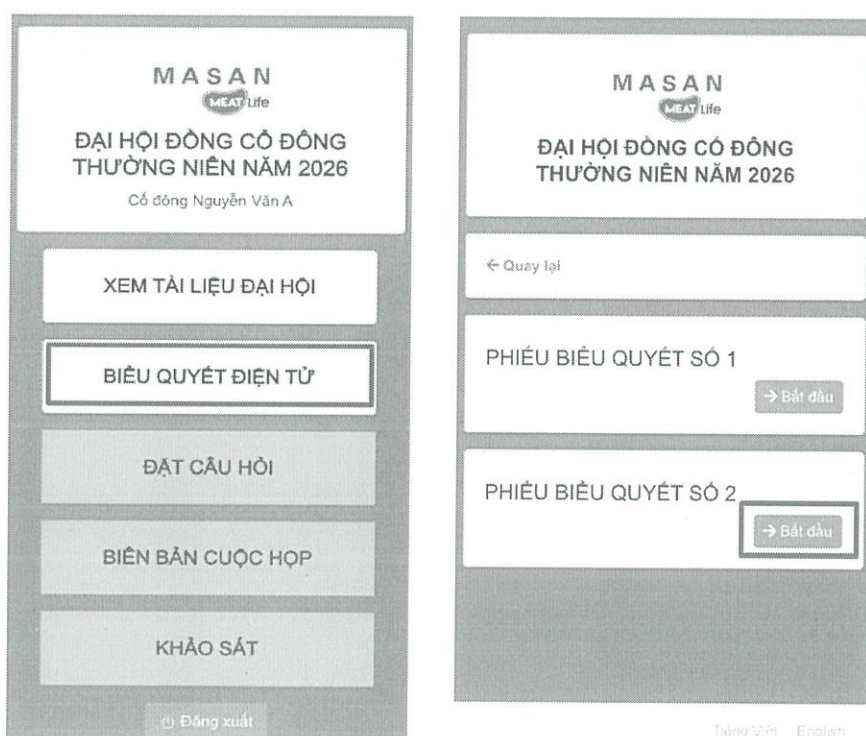 MASAN
MEAT Life
ĐẠI HỘI ĐỒNG CỔ ĐÔNG
THƯỜNG NIÊN NĂM 2026
Cổ đông Nguyễn Văn A
XEM TÀI LIỆU ĐẠI HỘI
BIỂU QUYẾT ĐIỆN TỬ
ĐẶT CÂU HỎI
BIÊN BẢN CUỘC HỌP
KHẢO SÁT
Đăng xuất
MASAN
MEAT Life
ĐẠI HỘI ĐỒNG CỔ ĐÔNG
THƯỜNG NIÊN NĂM 2026
← Quay lại
PHIẾU BIỂU QUYẾT SỐ 1
→ Bắt đầu
PHIẾU BIỂU QUYẾT SỐ 2
→ Bắt đầu
Tiếng Việt English